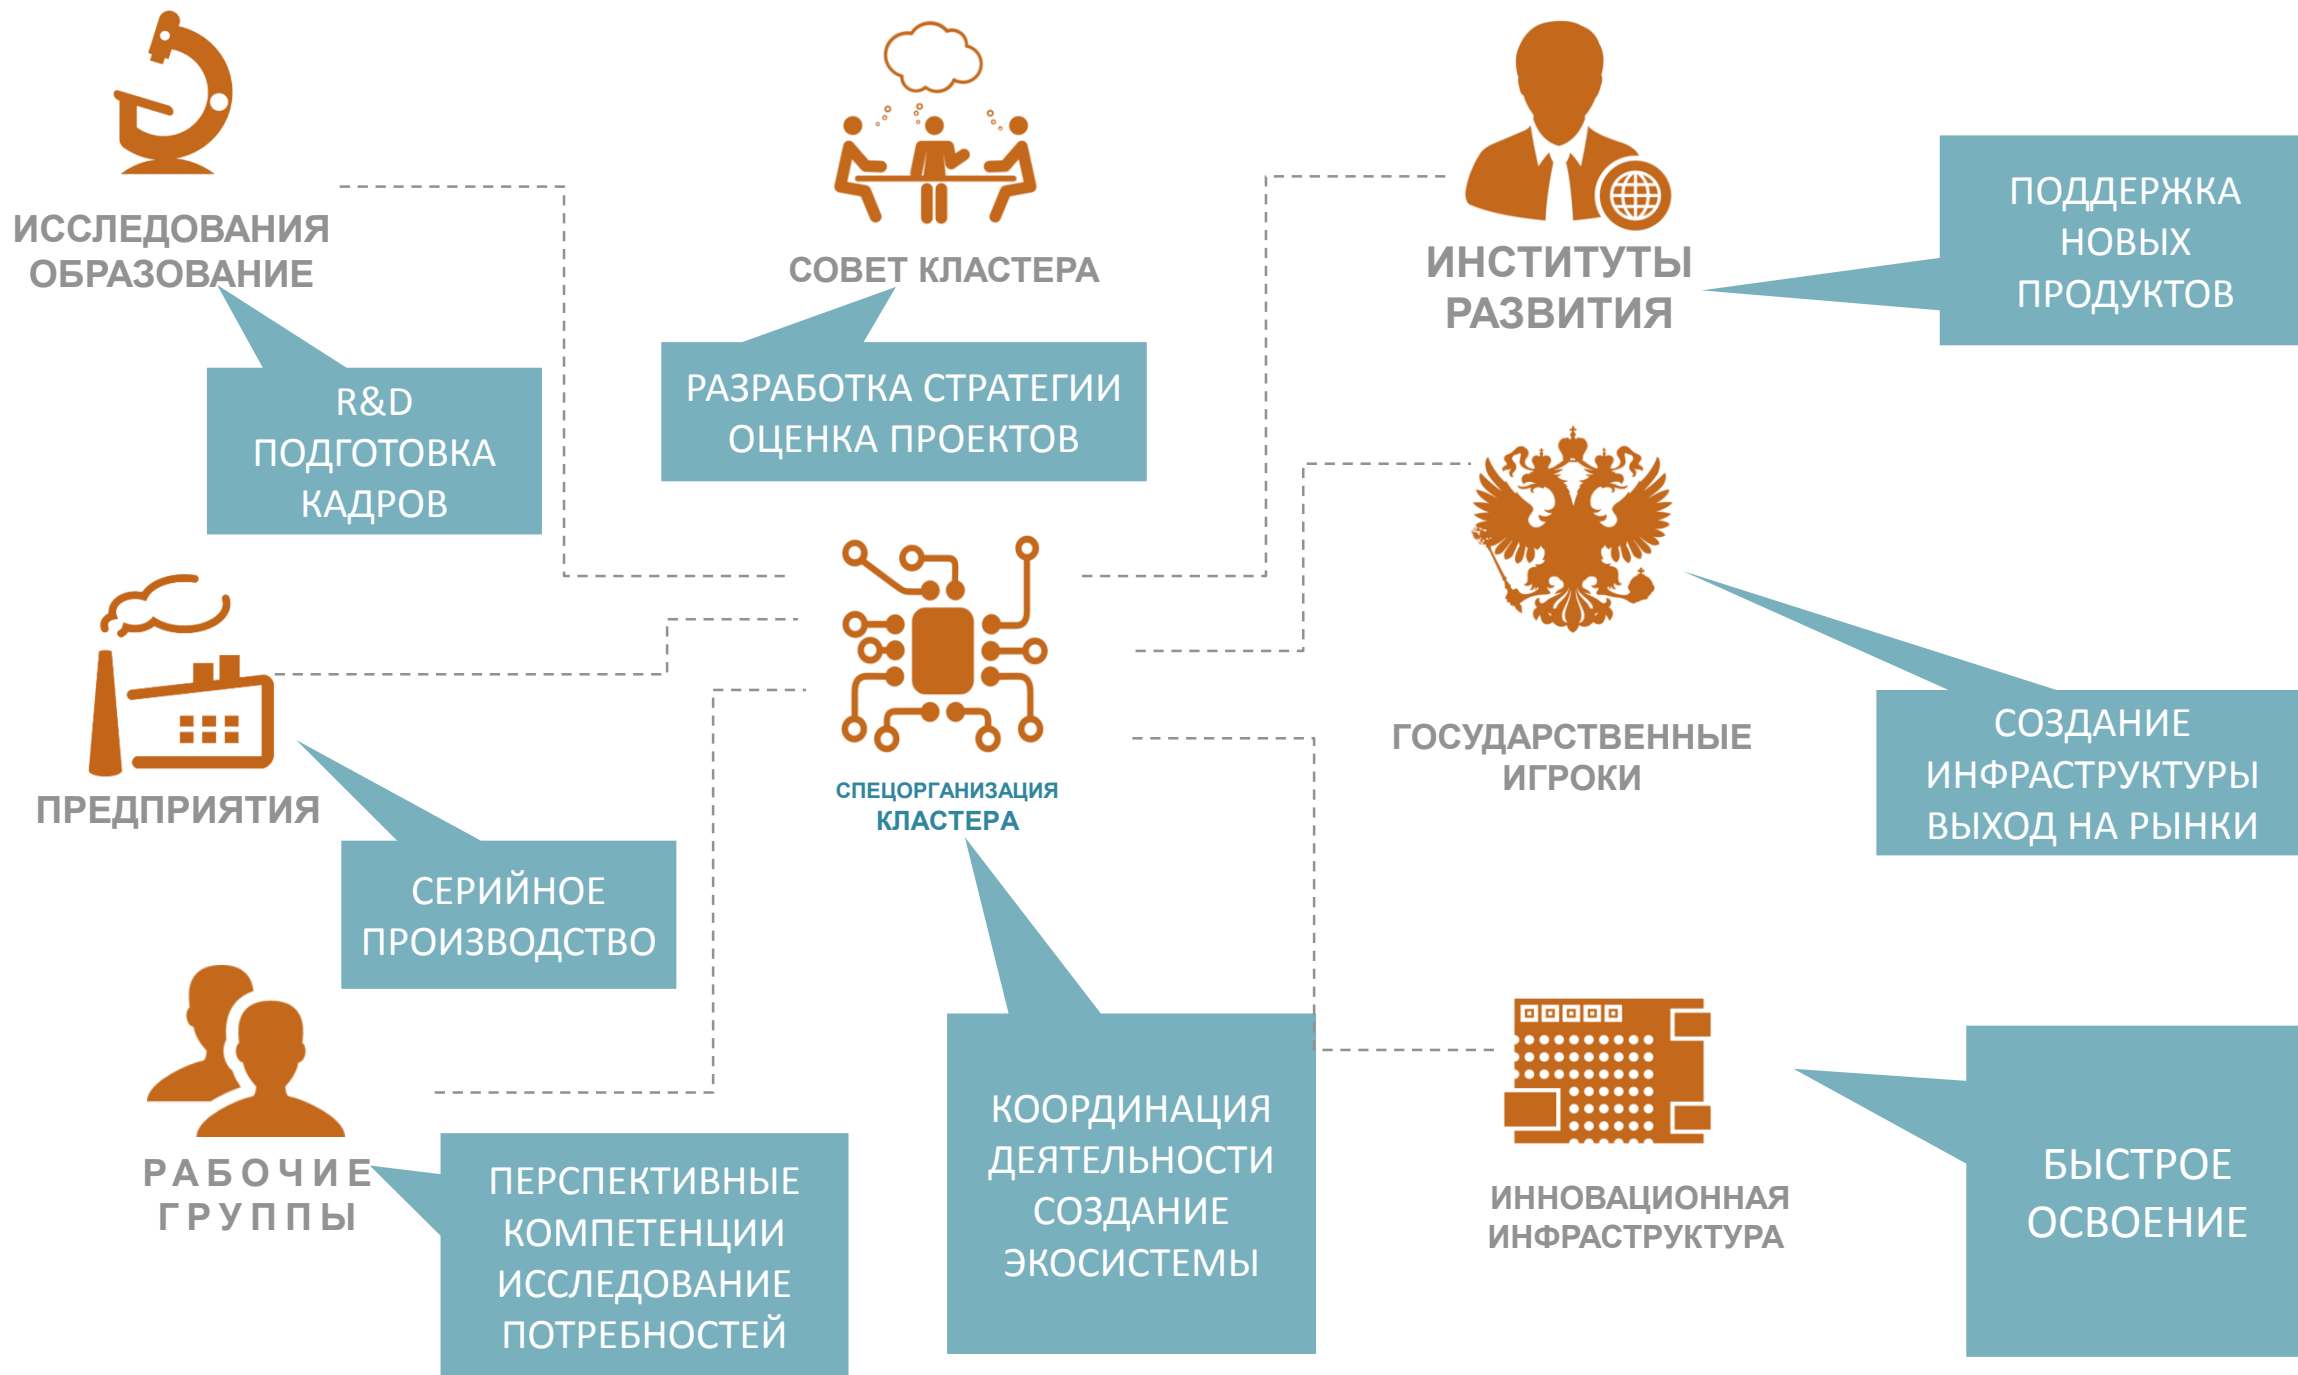 ИССЛЕДОВАНИЯ
ОБРАЗОВАНИЕ
R&D
ПОДГОТОВКА
КАДРОВ
СОВЕТ КЛАСТЕРА
РАЗРАБОТКА СТРАТЕГИИ
ОЦЕНКА ПРОЕКТОВ
ИНСТИТУТЫ
РАЗВИТИЯ
ПОДДЕРЖКА
НОВЫХ
ПРОДУКТОВ
ПРЕДПРИЯТИЯ
СЕРИЙНОЕ
ПРОИЗВОДСТВО
СПЕЦОРГАНИЗАЦИЯ
КЛАСТЕРА
КООРДИНАЦИЯ
ДЕЯТЕЛЬНОСТИ
СОЗДАНИЕ
ЭКОСИСТЕМЫ
ГОСУДАРСТВЕННЫЕ
ИГРОКИ
СОЗДАНИЕ
ИНФРАСТРУКТУРЫ
ВЫХОД НА РЫНКИ
РАБОЧИЕ
ГРУППЫ
ПЕРСПЕКТИВНЫЕ
КОМПЕТЕНЦИИ
ИССЛЕДОВАНИЕ
ПОТРЕБНОСТЕЙ
ИННОВАЦИОННАЯ
ИНФРАСТРУКТУРА
БЫСТРОЕ
ОСВОЕНИЕ